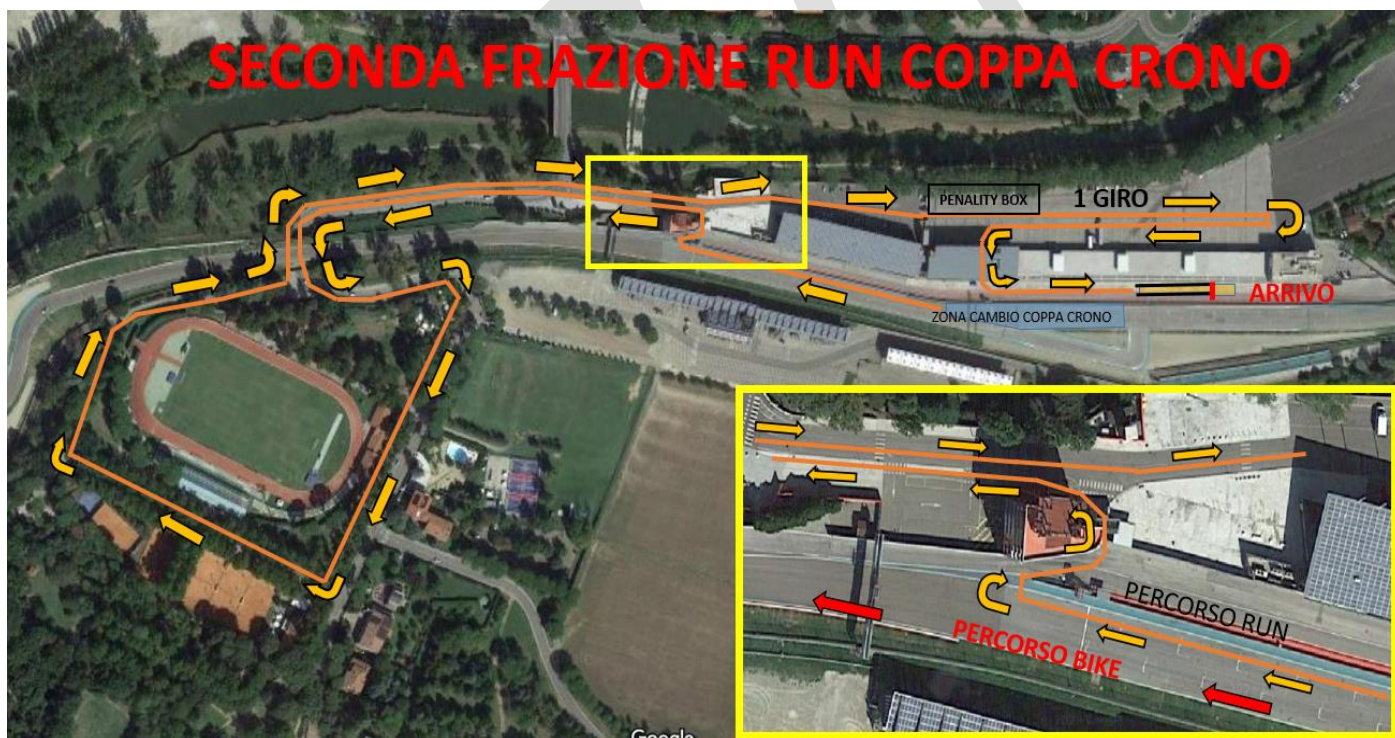 SECONDA FRAZIONE RUN COPPA CRONO
PENALITY BOX
1 GIRO
ARRIVO
ZONA CAMBIO COPPA CRONO
PERCORSO RUN
PERCORSO BIKE
Google